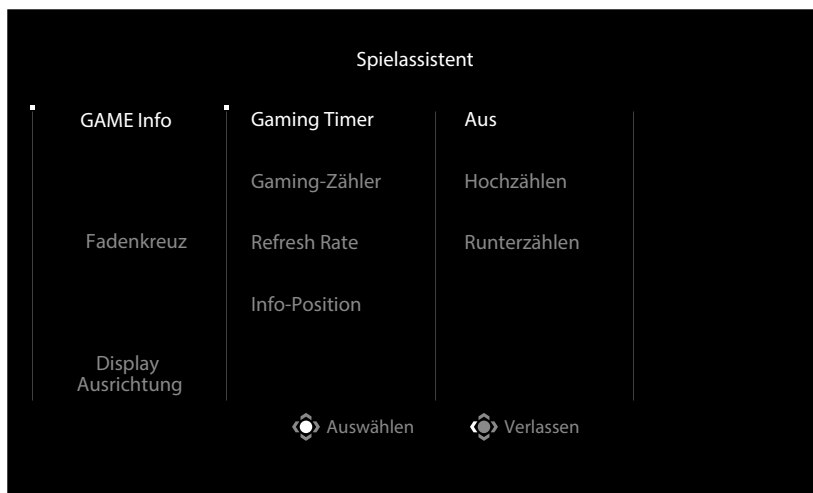 Spielassistent
GAME Info
Gaming Timer
Aus
Gaming-Zähler
Hochzählen
Fadenkreuz
Refresh Rate
Runterzählen
Info-Position
Display
Ausrichtung
Auswählen
Verlassen